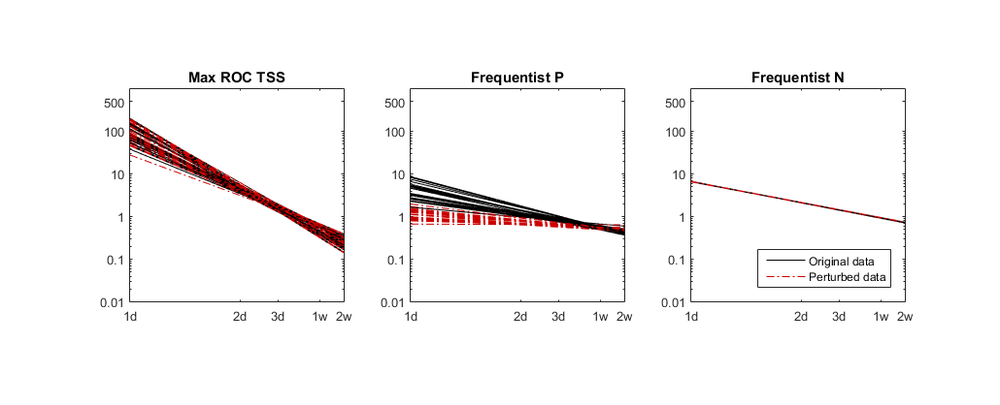 Max ROC TSS
500
100
10
1
0.1
0.01
1d 2d 3d 1w 2w
Frequentist P
500
100
10
1
0.1
0.01
1d 2d 3d 1w 2w
Frequentist N
500
100
10
1
0.1
0.01
1d 2d 3d 1w 2w
Original data
Perturbed data